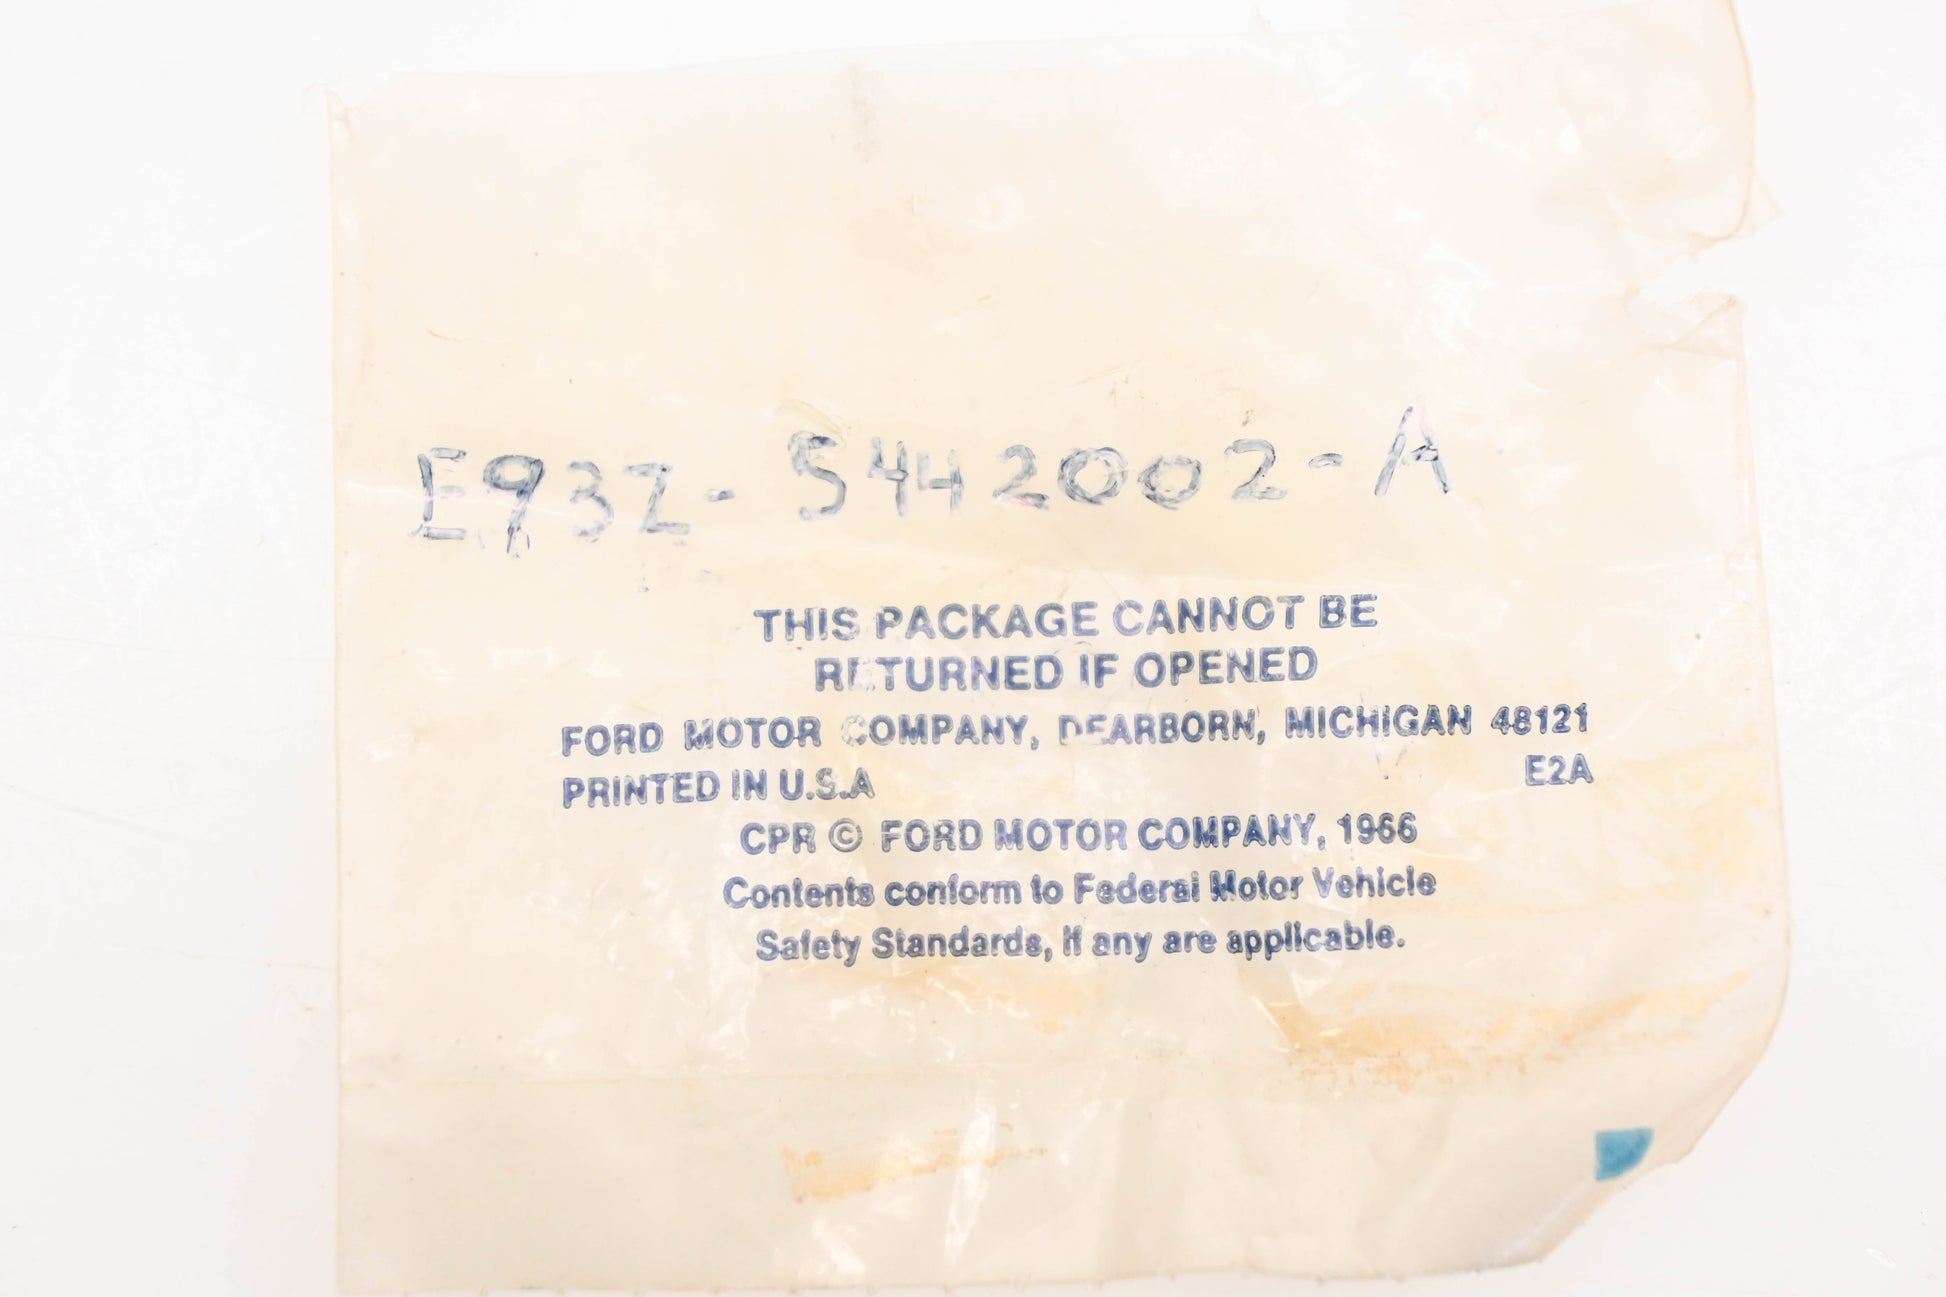 E93Z-5442002-A
THIS PACKAGE CANNOT BE
RETURNED IF OPENED
FORD MOTOR COMPANY, DEARBORN, MICHIGAN 48121
PRINTED IN U.S.A E2A
CPR © FORD MOTOR COMPANY, 1966
Contents conform to Federal Motor Vehicle
Safety Standards, if any are applicable.